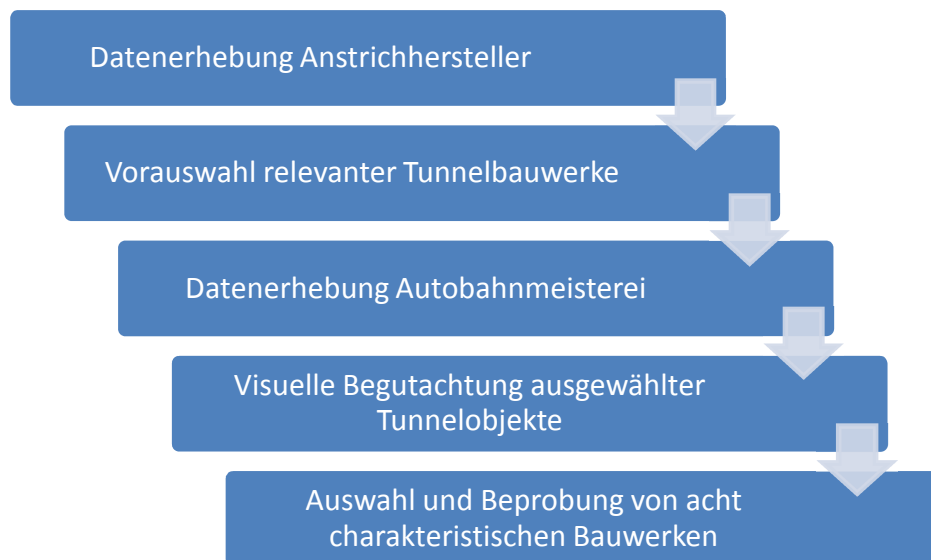 Datenerhebung Anstrichhersteller
Vorauswahl relevanter Tunnelbauwerke
Datenerhebung Autobahnmeisterei
Visuelle Begutachtung ausgewählter
Tunnelobjekte
Auswahl und Beprobung von acht
charakteristischen Bauwerken